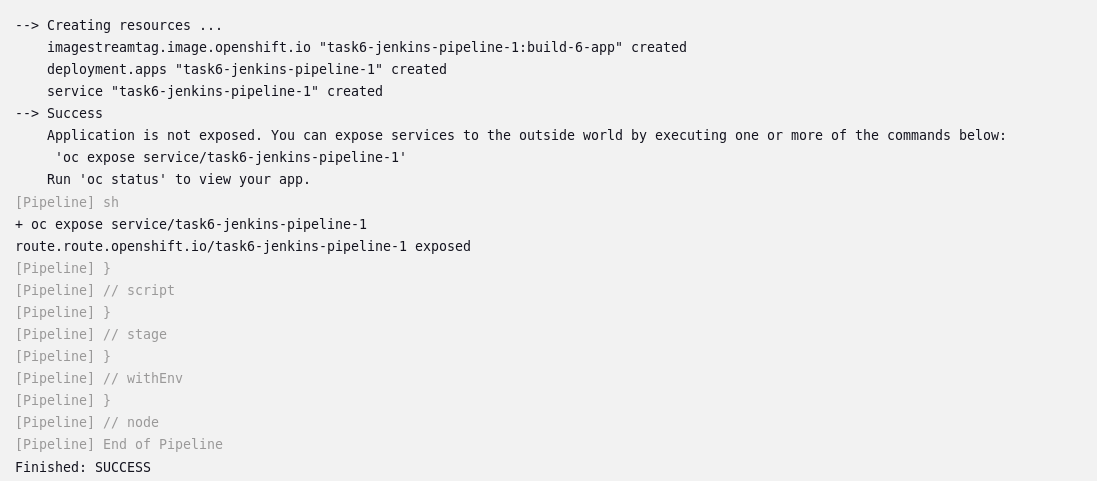 --> Creating resources ...
    imagestreamtag.image.openshift.io "task6-jenkins-pipeline-1:build-6-app" created
    deployment.apps "task6-jenkins-pipeline-1" created
    service "task6-jenkins-pipeline-1" created
--> Success
    Application is not exposed. You can expose services to the outside world by executing one or more of the commands below:
     'oc expose service/task6-jenkins-pipeline-1'
    Run 'oc status' to view your app.
[Pipeline] sh
+ oc expose service/task6-jenkins-pipeline-1
route.route.openshift.io/task6-jenkins-pipeline-1 exposed
[Pipeline] }
[Pipeline] // script
[Pipeline] }
[Pipeline] // stage
[Pipeline] }
[Pipeline] // withEnv
[Pipeline] }
[Pipeline] // node
[Pipeline] End of Pipeline
Finished: SUCCESS